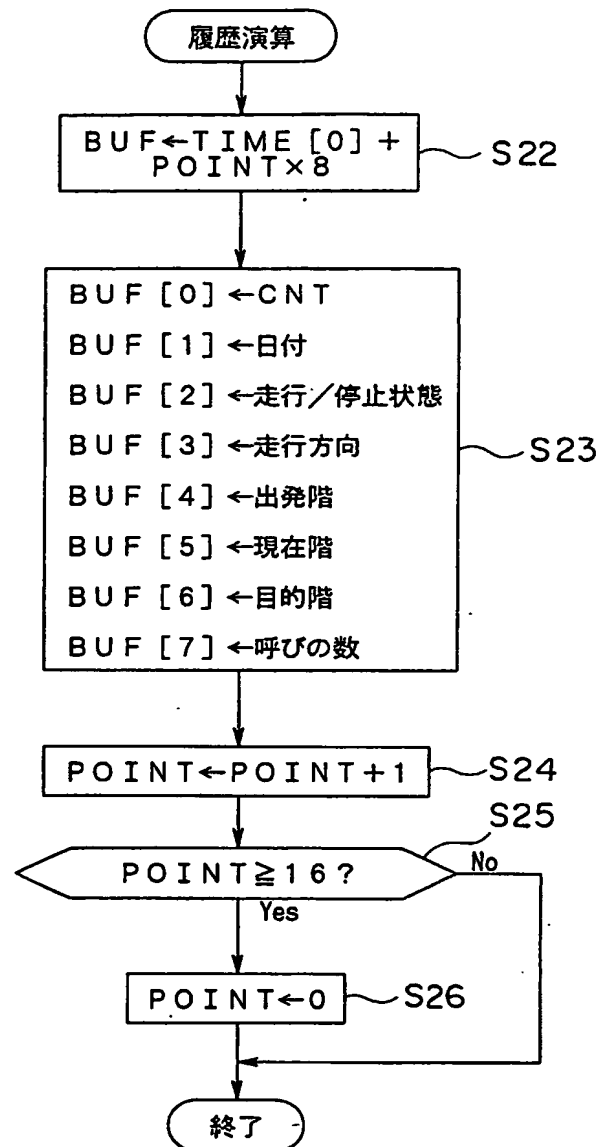 履歴演算
BUF←TIME[0]+
POINT×8
S22
BUF[0]←CNT
BUF[1]←日付
BUF[2]←走行/停止状態
BUF[3]←走行方向
BUF[4]←出発階
BUF[5]←現在階
BUF[6]←目的階
BUF[7]←呼びの数
S23
POINT←POINT+1
S24
S25
POINT≧16?
No
Yes
POINT←0
S26
終了